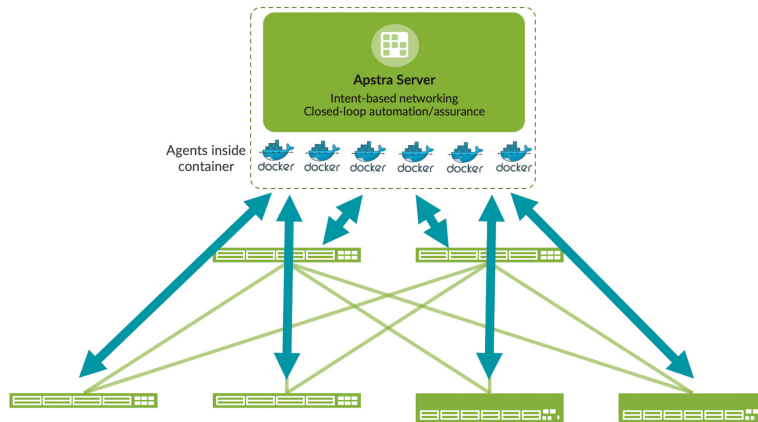 Apstra Server
Intent-based networking
Closed-loop automation/assurance
Agents inside
container
docker
docker
docker
docker
docker
docker